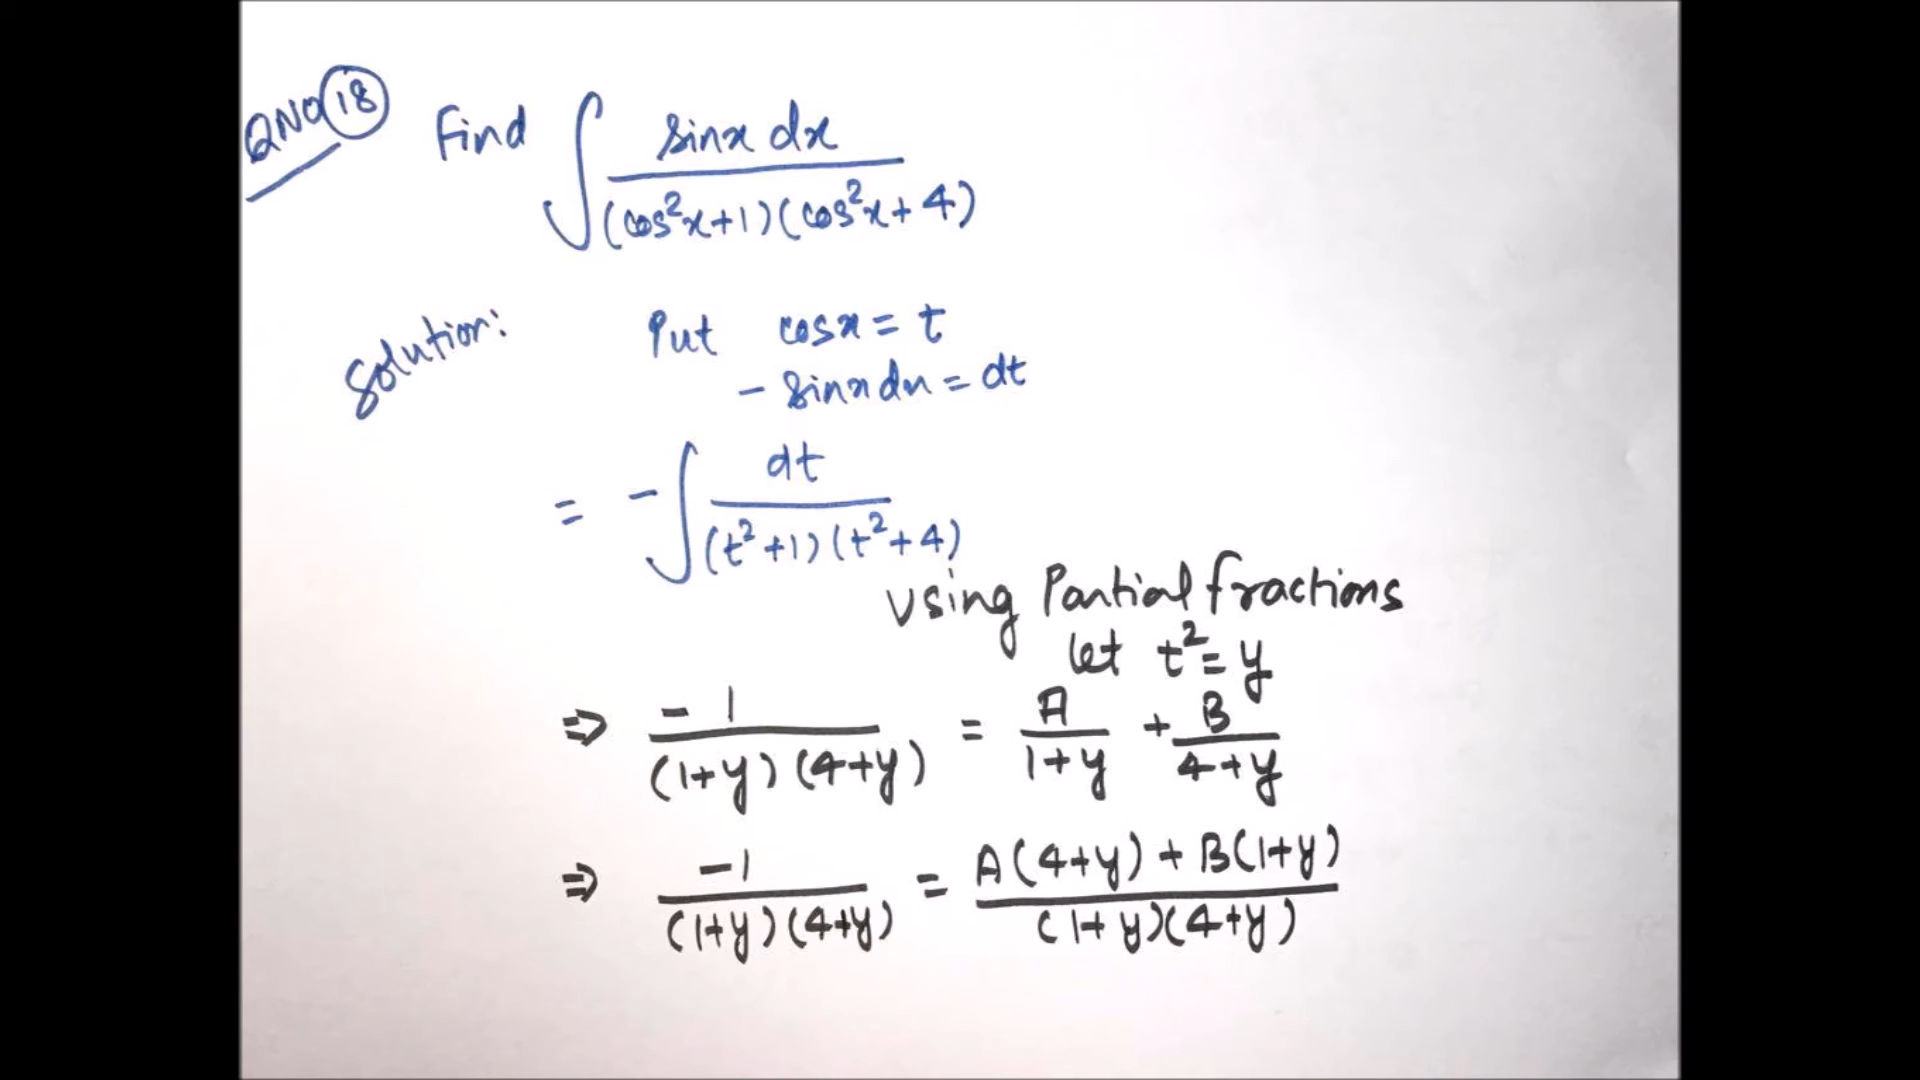 QNO 18 Find ∫ sinx dx / (cos²x+1)(cos²x+4)
Solution: Put cosx = t
- sinx dx = dt
= - ∫ dt / (t²+1)(t²+4)
Using Partial fractions
let t² = y
⇒ -1 / (1+y)(4+y) = A / 1+y + B / 4+y
⇒ -1 / (1+y)(4+y) = A(4+y) + B(1+y) / (1+y)(4+y)